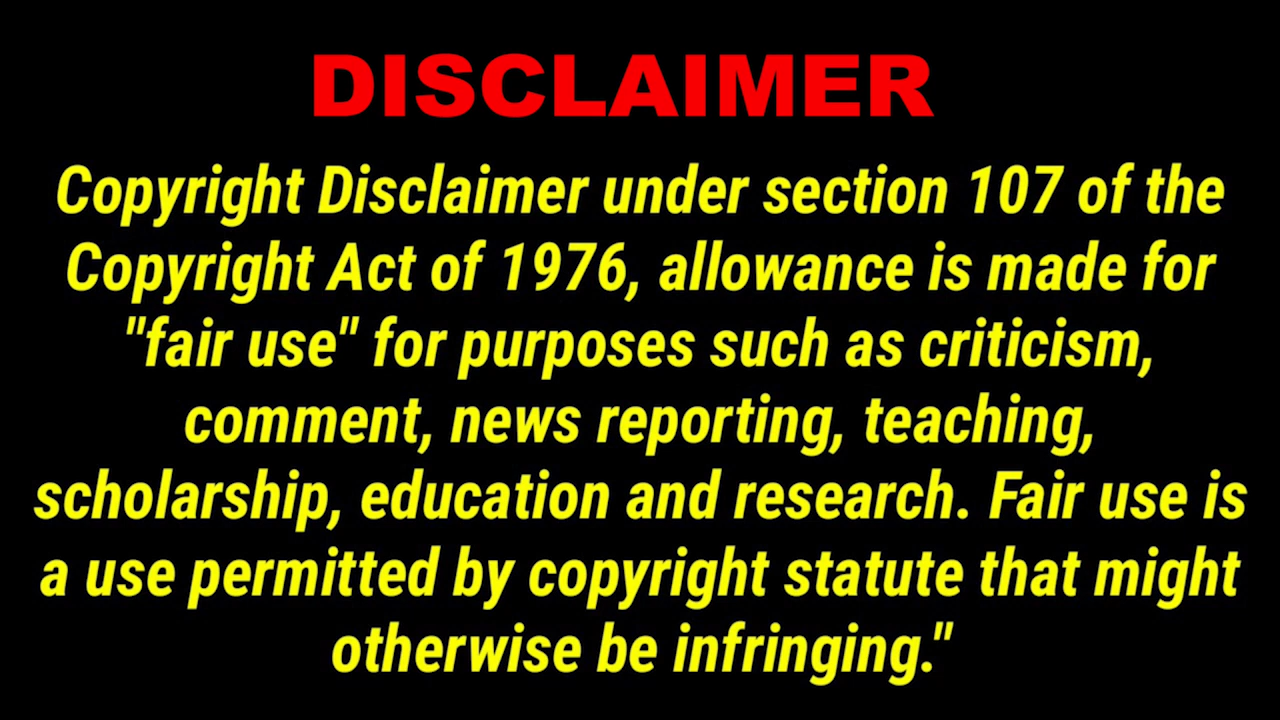 DISCLAIMER
Copyright Disclaimer under section 107 of the
Copyright Act of 1976, allowance is made for
"fair use" for purposes such as criticism,
comment, news reporting, teaching,
scholarship, education and research. Fair use is
a use permitted by copyright statute that might
otherwise be infringing."